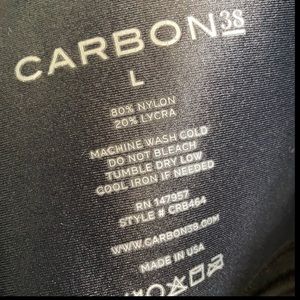 CARBON38
L
80% NYLON
20% LYCRA
MACHINE WASH COLD
DO NOT BLEACH
TUMBLE DRY LOW
COOL IRON IF NEEDED
RN 147957
STYLE # CRB464
WWW.CARBON38.COM
MADE IN USA